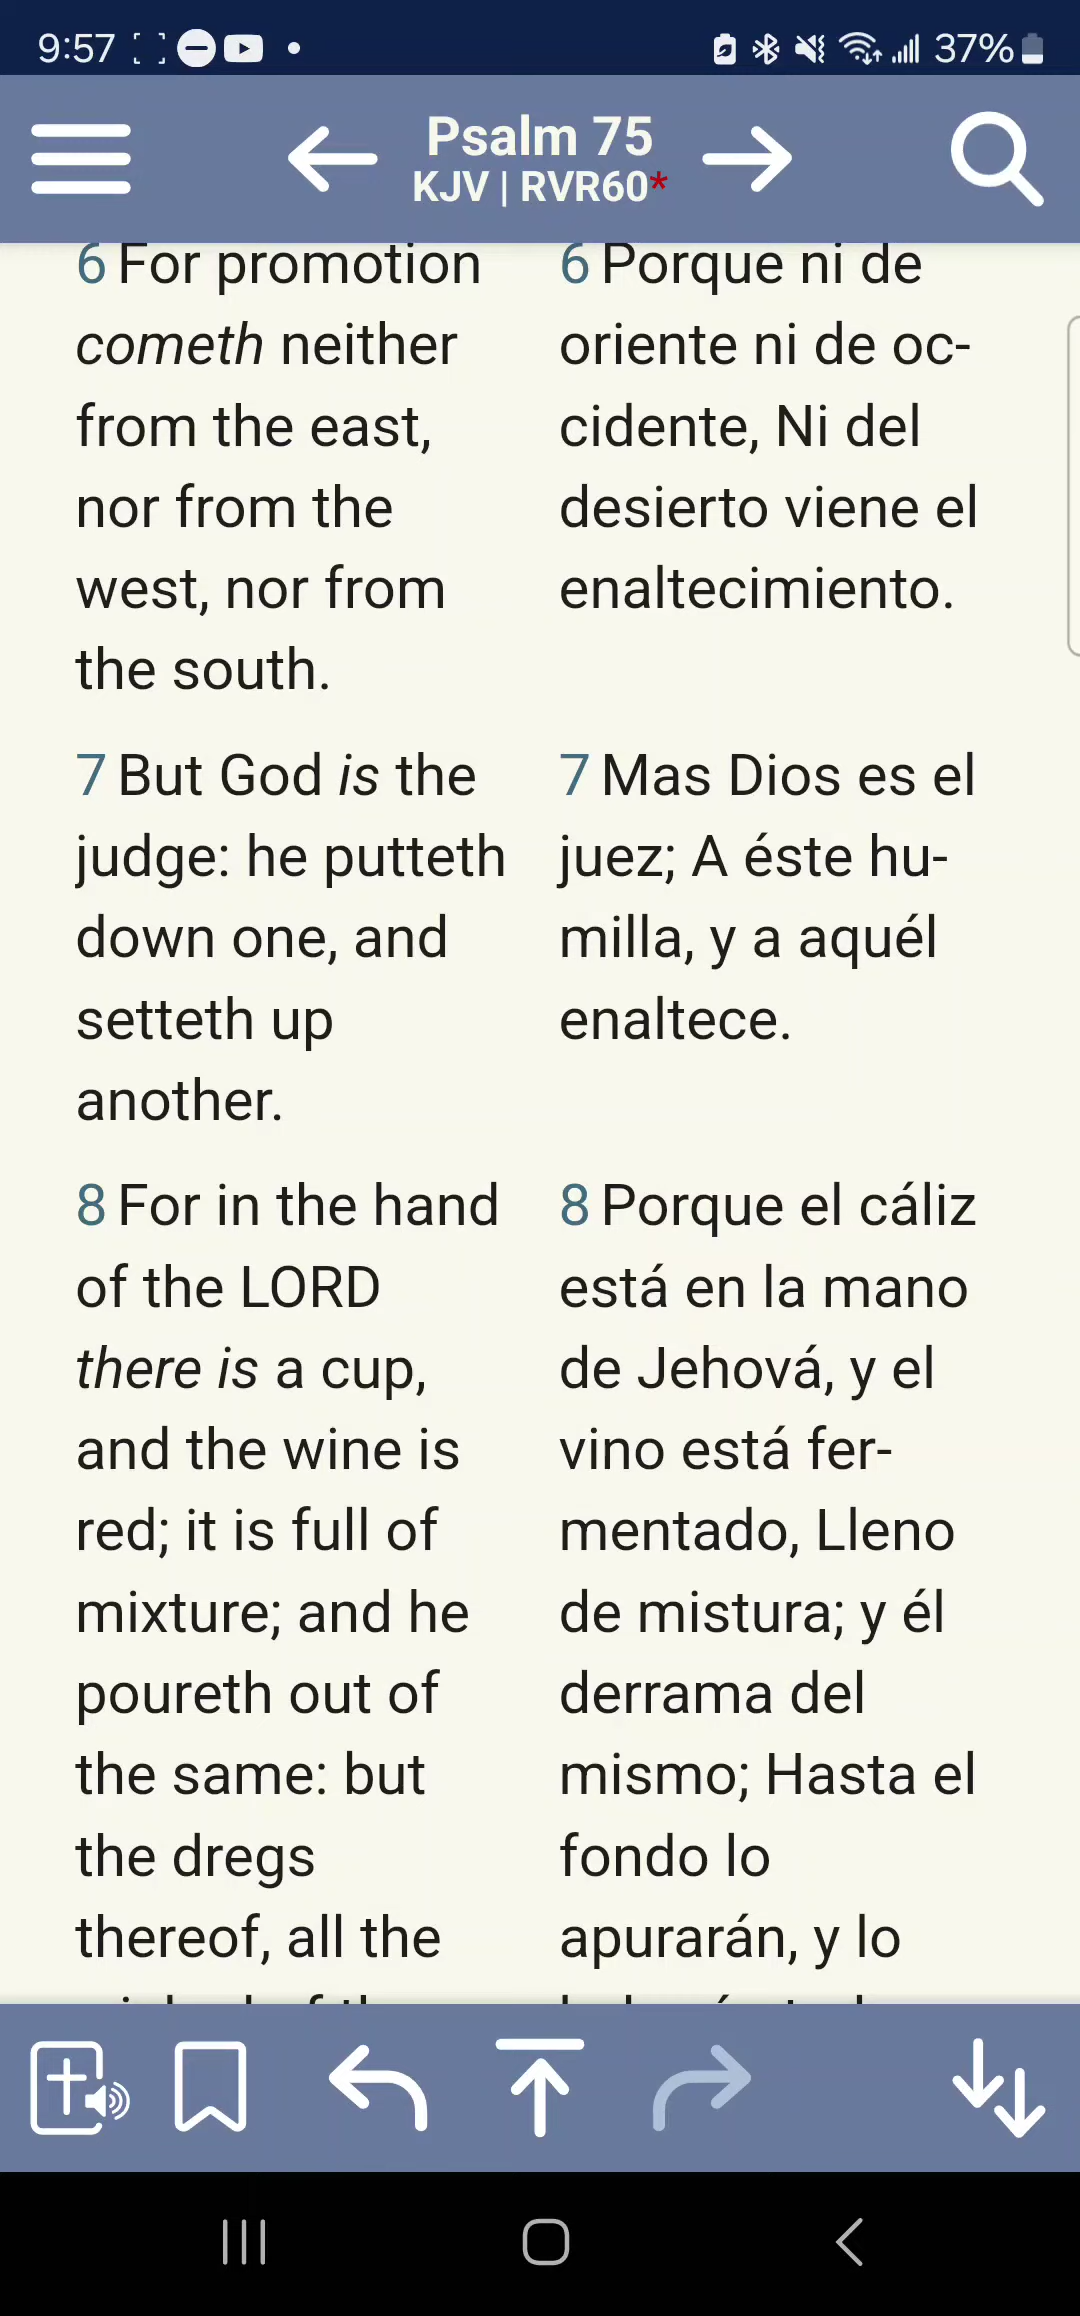 9:57
37%
Psalm 75
KJV | RVR60*
6 For promotion
cometh neither
from the east,
nor from the
west, nor from
the south.
7 But God is the
judge: he putteth
down one, and
setteth up
another.
8 For in the hand
of the LORD
there is a cup,
and the wine is
red; it is full of
mixture; and he
poureth out of
the same: but
the dregs
thereof, all the
6 Porque ni de
oriente ni de oc-
cidente, Ni del
desierto viene el
enaltecimiento.
7 Mas Dios es el
juez; A éste hu-
milla, y a aquél
enaltece.
8 Porque el cáliz
está en la mano
de Jehová, y el
vino está fer-
mentado, Lleno
de mistura; y él
derrama del
mismo; Hasta el
fondo lo
apurarán, y lo